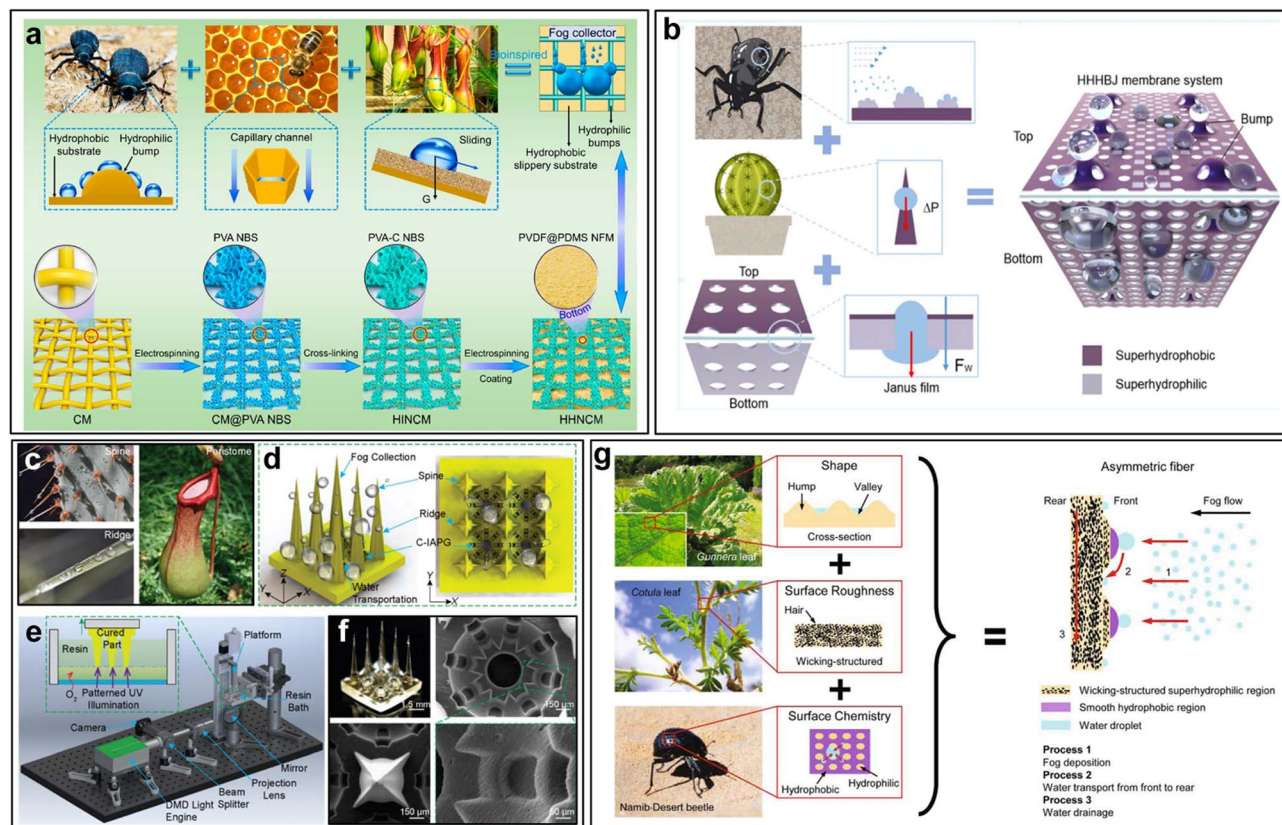 a
Bioinspired
Fog collector
Hydrophobic
substrate
Hydrophilic
bump
Capillary channel
Sliding
G
Hydrophilic
bumps
Hydrophobic
slippery substrate
PVA NBS
PVA-C NBS
PVDF@PDMS NFM
Bottom
Electrospinning
Cross-linking
Electrospinning
Coating
CM
CM@PVA NBS
HINCM
HHNCM
b
HHHBJ membrane system
Top
Bump
Bottom
ΔP
Top
Bottom
Janus film
FW
Superhydrophobic
Superhydrophilic
c
Spine
Ridge
Peristome
d
Fog Collection
Spine
Ridge
C-IAPG
Water
Transportation
Z
Y
X
Y
X
e
Cured
Part
Resin
O2
Patterned UV
Illumination
Camera
Platform
Resin
Bath
Mirror
Projection
Lens
Beam
Splitter
DMD Light
Engine
f
1.5 mm
150 μm
150 μm
50 μm
g
Gunnera leaf
Shape
Hump
Valley
Cross-section
+
Cotula leaf
Surface Roughness
Hair
Wicking-structured
+
Namib Desert beetle
Surface Chemistry
Hydrophobic
Hydrophilic
=
Asymmetric fiber
Rear
Front
Fog flow
1
2
3
Wicking-structured superhydrophilic region
Smooth hydrophobic region
Water droplet
Process 1
Fog deposition
Process 2
Water transport from front to rear
Process 3
Water drainage